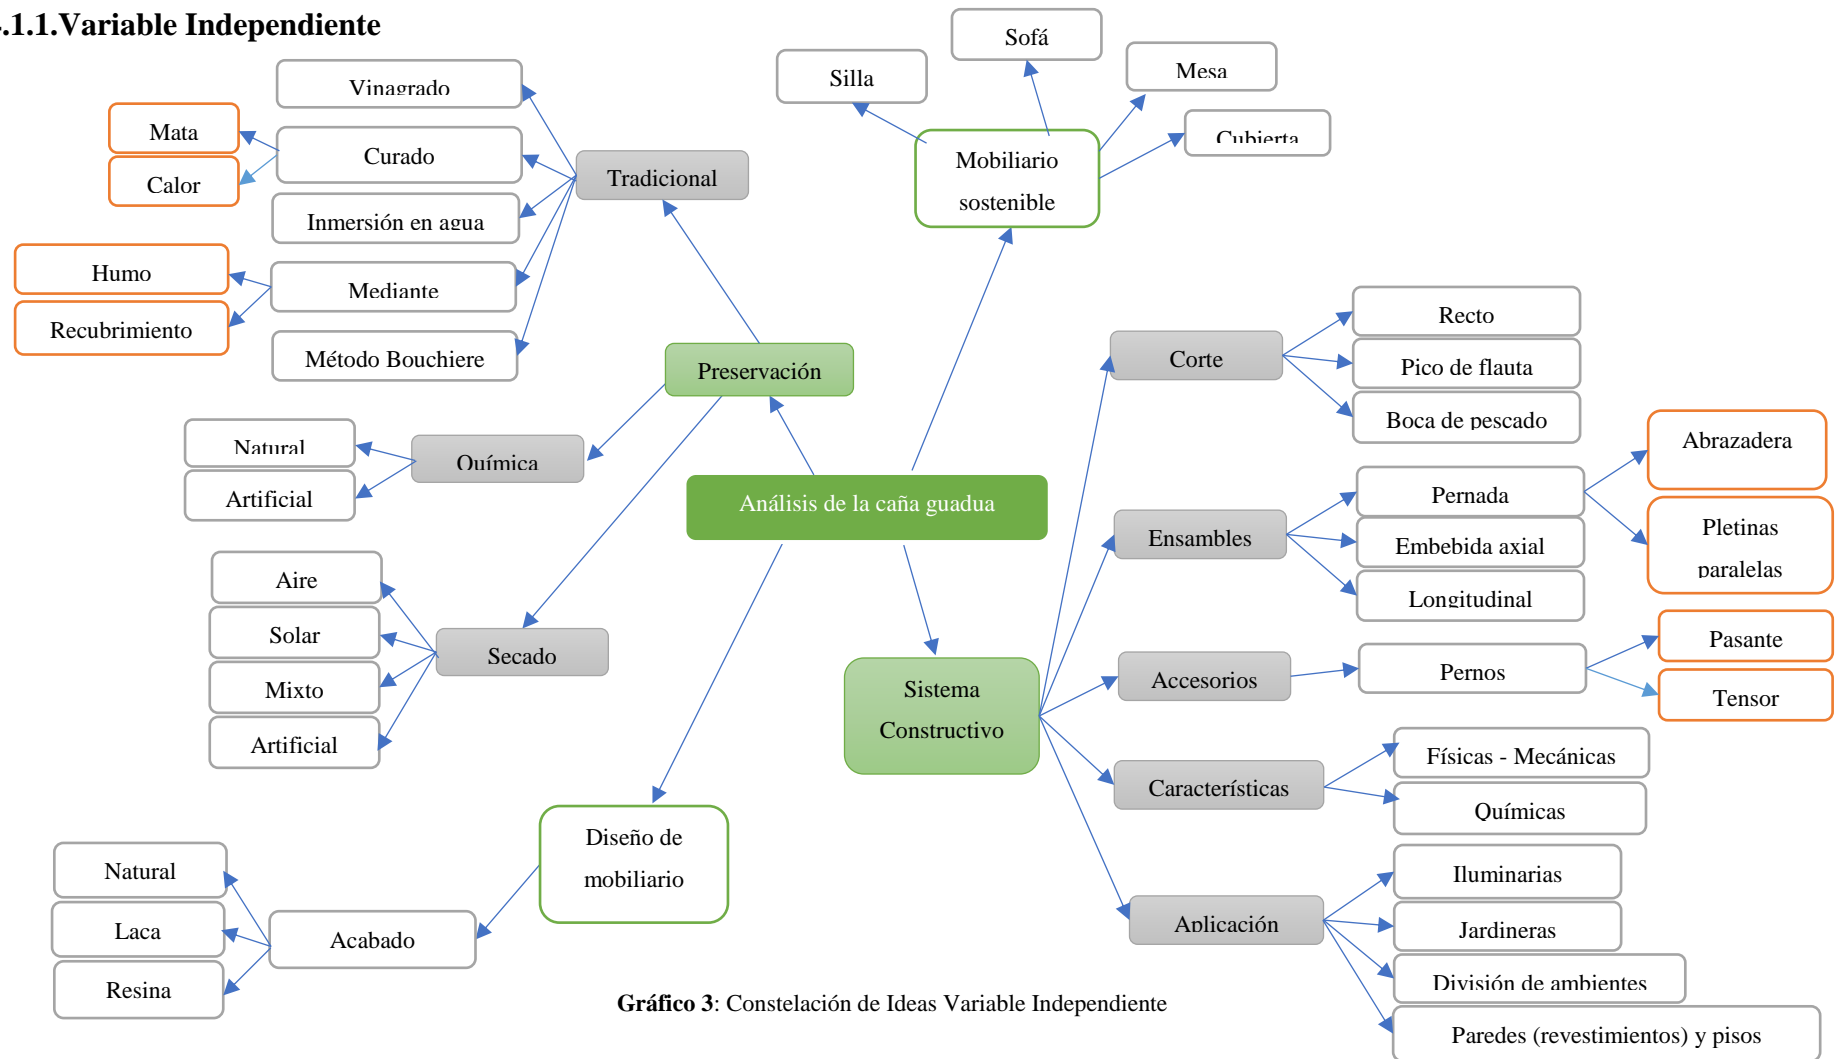 .1.1.Variable Independiente
Sofá
Silla
Mesa
Cubierta
Mobiliario
sostenible
Vinagrado
Mata
Curado
Calor
Tradicional
Inmersión en agua
Humo
Mediante
Recubrimiento
Método Bouchiere
Preservación
Natural
Química
Artificial
Análisis de la caña guadua
Aire
Solar
Secado
Mixto
Artificial
Sistema
Constructivo
Recto
Corte
Pico de flauta
Boca de pescado
Abrazadera
Pernada
Ensambles
Embebida axial
Pletinas
paralelas
Longitudinal
Pasante
Accesorios
Pernos
Tensor
Físicas - Mecánicas
Características
Químicas
Iluminarias
Aplicación
Jardineras
División de ambientes
Paredes (revestimientos) y pisos
Diseño de
mobiliario
Natural
Laca
Acabado
Resina
Gráfico 3: Constelación de Ideas Variable Independiente